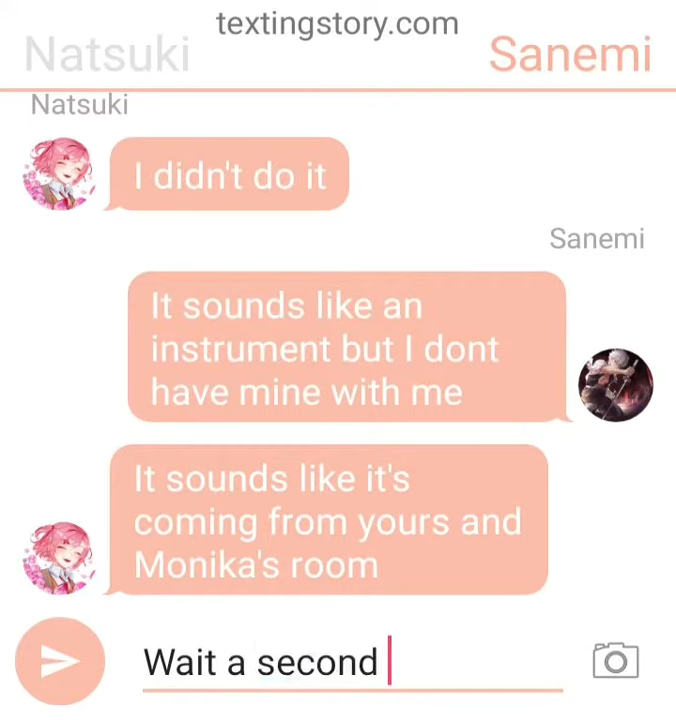 textingstory.com
Natsuki
Sanemi
Natsuki
I didn't do it
Sanemi
It sounds like an
instrument but I dont
have mine with me
It sounds like it's
coming from yours and
Monika's room
Wait a second